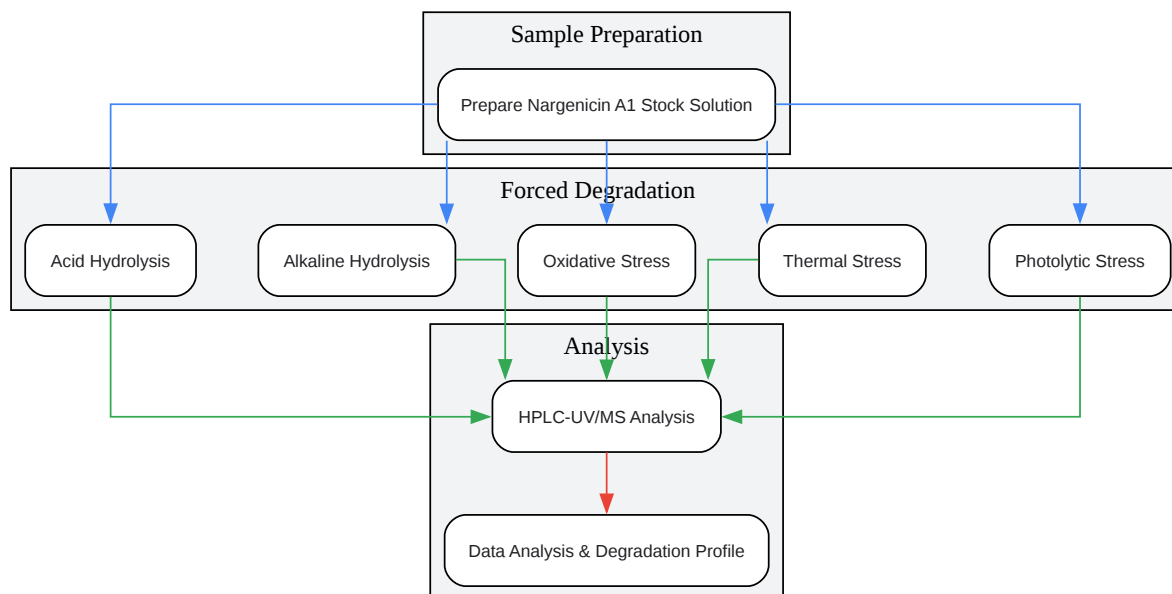 Sample Preparation
Prepare Nargenicin A1 Stock Solution
Forced Degradation
Acid Hydrolysis
Alkaline Hydrolysis
Oxidative Stress
Thermal Stress
Photolytic Stress
Analysis
HPLC-UV/MS Analysis
Data Analysis & Degradation Profile